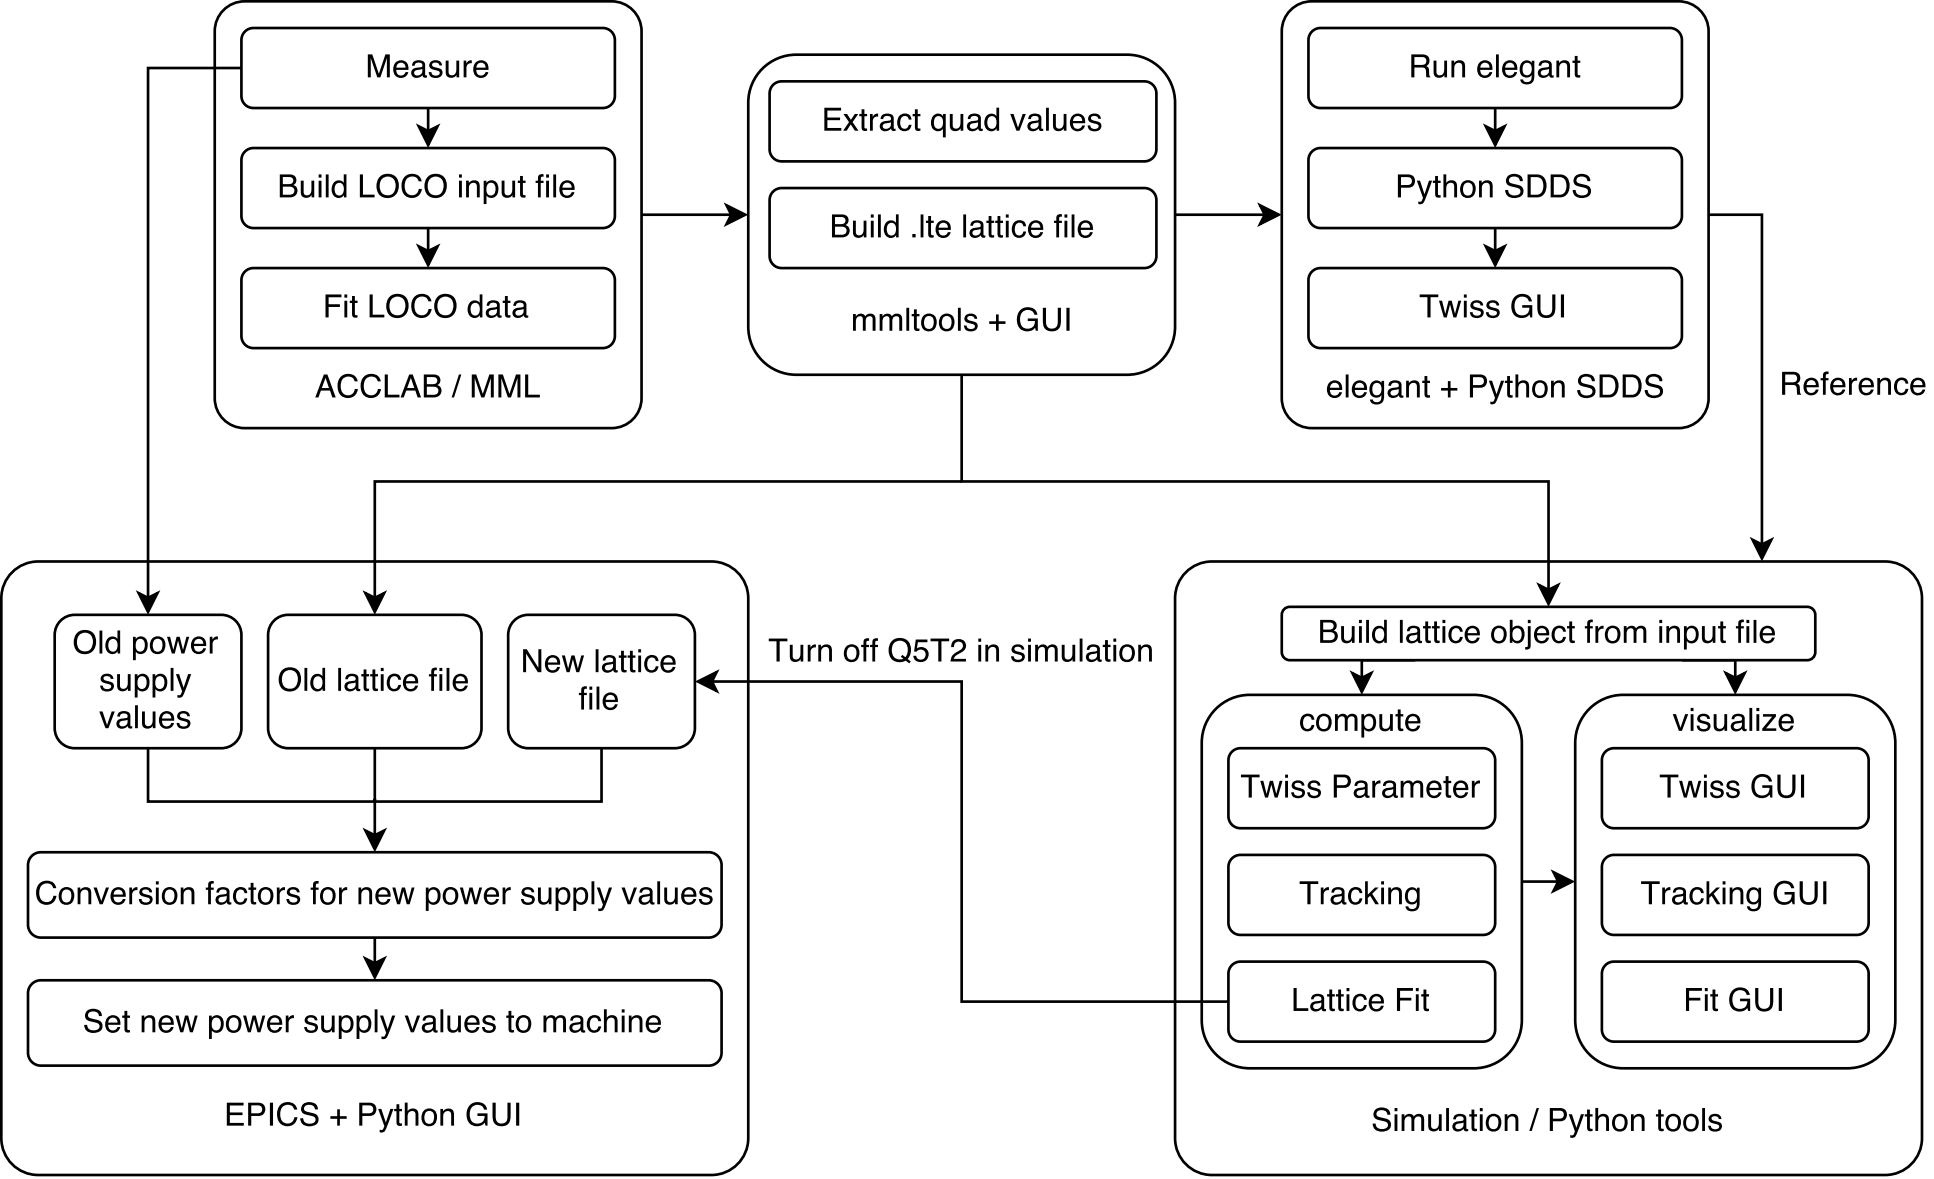 Measure
Build LOCO input file
Fit LOCO data
ACCLAB / MML
Extract quad values
Build .lte lattice file
mmltools + GUI
Run elegant
Python SDDS
Twiss GUI
elegant + Python SDDS
Reference
Old power
supply
values
Old lattice file
New lattice
file
Conversion factors for new power supply values
Set new power supply values to machine
EPICS + Python GUI
Turn off Q5T2 in simulation
Build lattice object from input file
compute
Twiss Parameter
Tracking
Lattice Fit
visualize
Twiss GUI
Tracking GUI
Fit GUI
Simulation / Python tools